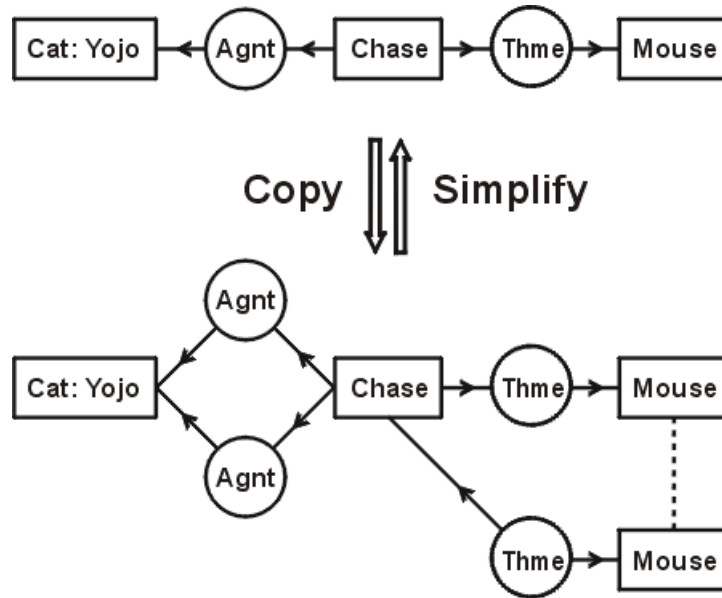 Cat: Yojo Agnt Chase Thme Mouse
Copy Simplify
Agnt
Cat: Yojo Chase Thme Mouse
Agnt
Thme Mouse